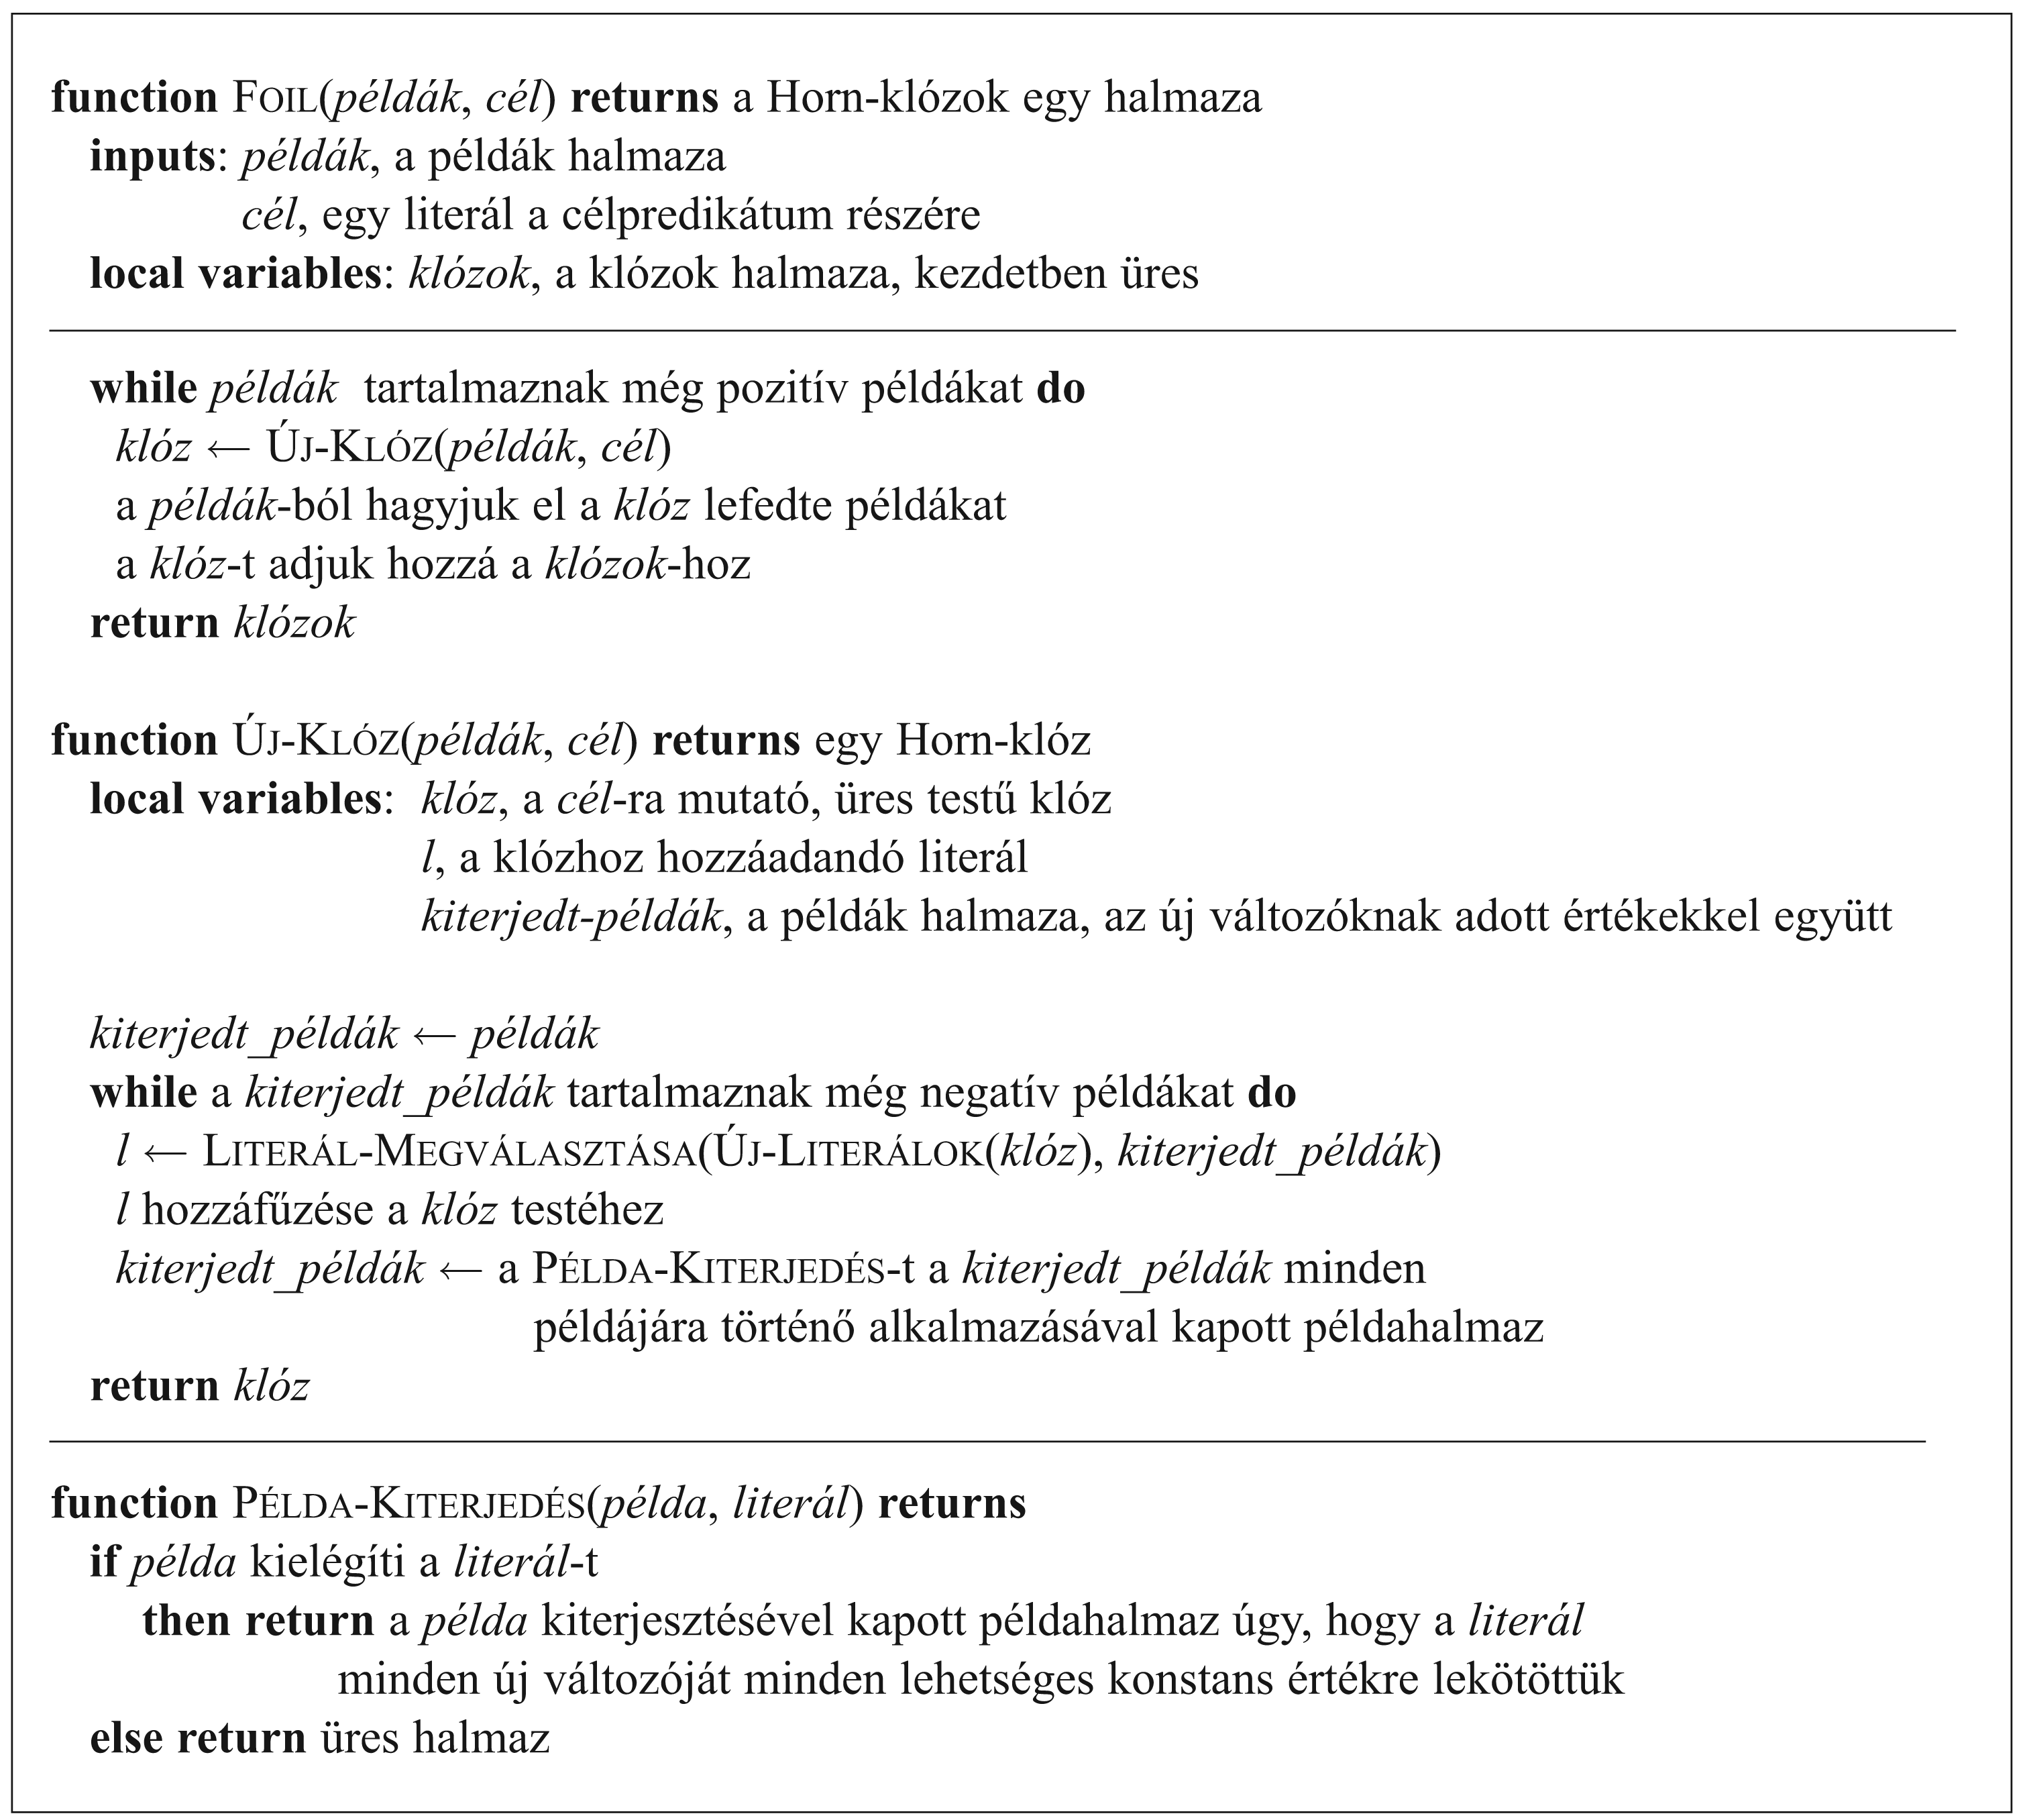 function FOIL(példák, cél) returns a Horn-klózok egy halmaza
inputs: példák, a példák halmaza
cél, egy literál a célpredikátum részére
local variables: klózok, a klózok halmaza, kezdetben üres
while példák tartalmaznak még pozitív példákat do
klóz ← ÚJ-KLÓZ(példák, cél)
a példák-ból hagyjuk el a klóz lefedte példákat
a klóz-t adjuk hozzá a klózok-hoz
return klózok
function ÚJ-KLÓZ(példák, cél) returns egy Horn-klóz
local variables: klóz, a cél-ra mutató, üres testű klóz
l, a klózhoz hozzáadandó literál
kiterjedt-példák, a példák halmaza, az új változóknak adott értékekkel együtt
kiterjedt_példák ← példák
while a kiterjedt_példák tartalmaznak még negatív példákat do
l ← LITERÁL-MEGVÁLASZTÁSA(ÚJ-LITERÁLOK(klóz), kiterjedt_példák)
l hozzáfűzése a klóz testéhez
kiterjedt_példák ← a PÉLDA-KITERJEDÉS-t a kiterjedt_példák minden
példájára történő alkalmazásával kapott példahalmaz
return klóz
function PÉLDA-KITERJEDÉS(példa, literál) returns
if példa kielégíti a literál-t
then return a példa kiterjesztésével kapott példahalmaz úgy, hogy a literál
minden új változóját minden lehetséges konstans értékre lekötöttük
else return üres halmaz